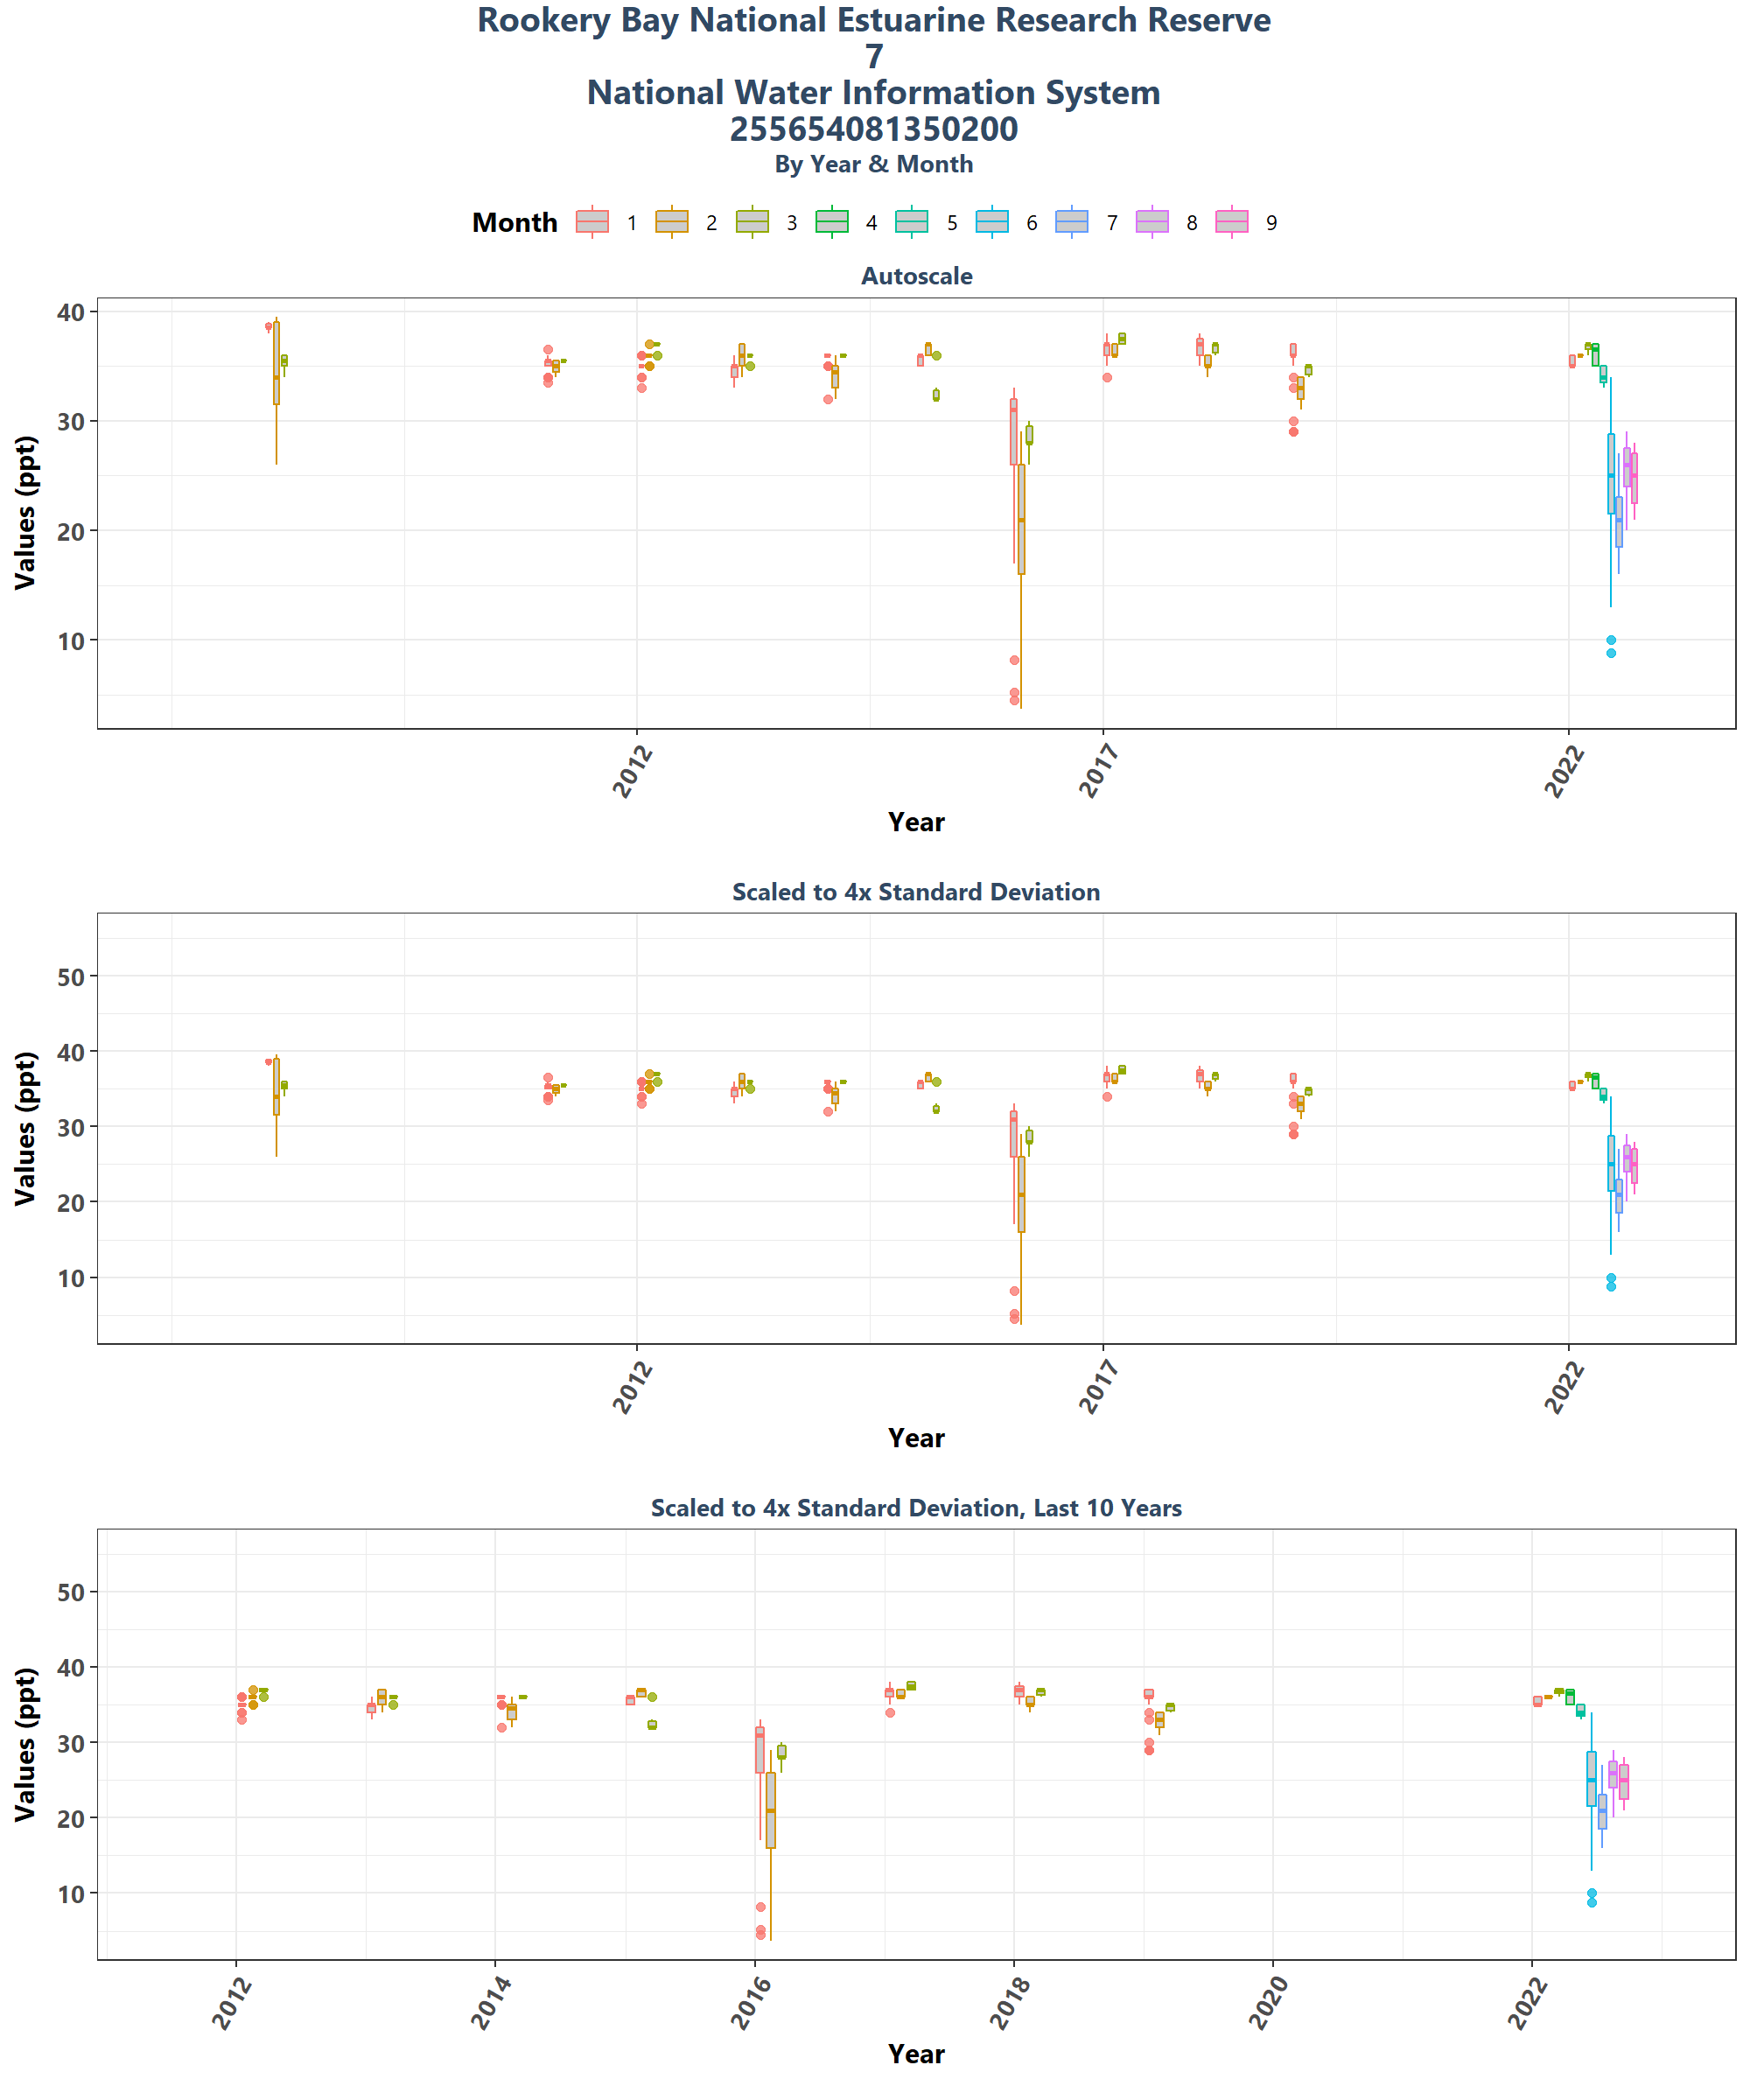 Rookery Bay National Estuarine Research Reserve
7
National Water Information System
255654081350200
By Year & Month
Month 1 2 3 4 5 6 7 8 9
Autoscale
Values (ppt)
40
30
20
10
2012 2017 2022
Year
Scaled to 4x Standard Deviation
Values (ppt)
50
40
30
20
10
2012 2017 2022
Year
Scaled to 4x Standard Deviation, Last 10 Years
Values (ppt)
50
40
30
20
10
2012 2014 2016 2018 2020 2022
Year